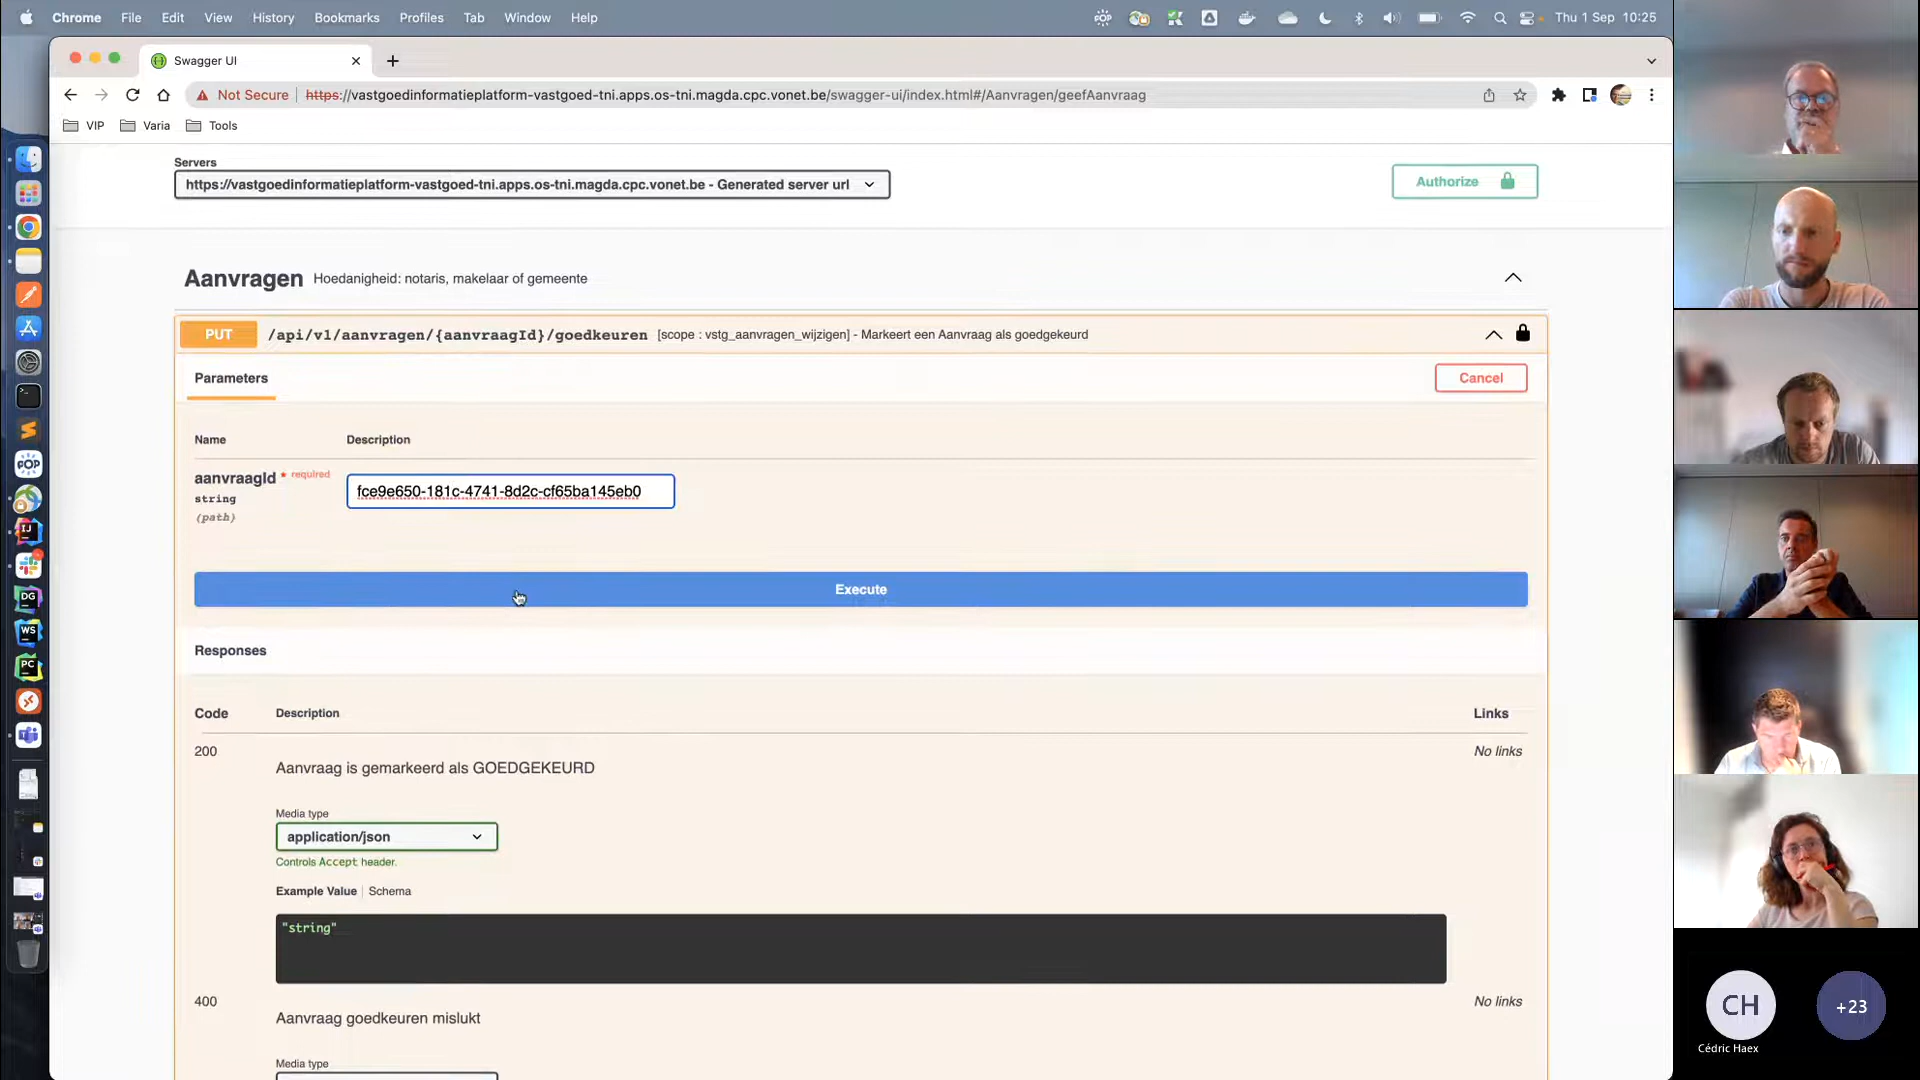 Chrome File Edit View History Bookmarks Profiles Tab Window Help
Thu 1 Sep 10:25
Swagger UI
Not Secure https://vastgoedinformatieplatform-vastgoed-tni.apps.os-tni.magda.cpc.vonet.be/swagger-ui/index.html#/Aanvragen/geefAanvraag
VIP Varia Tools
Servers
https://vastgoedinformatieplatform-vastgoed-tni.apps.os-tni.magda.cpc.vonet.be - Generated server url
Authorize
Aanvragen Hoedanigheid: notaris, makelaar of gemeente
PUT /api/v1/aanvragen/{aanvraagId}/goedkeuren [scope : vstg_aanvragen_wijzigen] - Markeert een Aanvraag als goedgekeurd
Parameters
Cancel
Name Description
aanvraagId * required
string
(path)
fce9e650-181c-4741-8d2c-cf65ba145eb0
Execute
Responses
Code Description Links
200 No links
Aanvraag is gemarkeerd als GOEDGEKEURD
Media type
application/json
Controls Accept header.
Example Value Schema
"string"
400 No links
Aanvraag goedkeuren mislukt
Media type
POP
IJ
DG
WS
PC
CH
+23
Cédric Haex